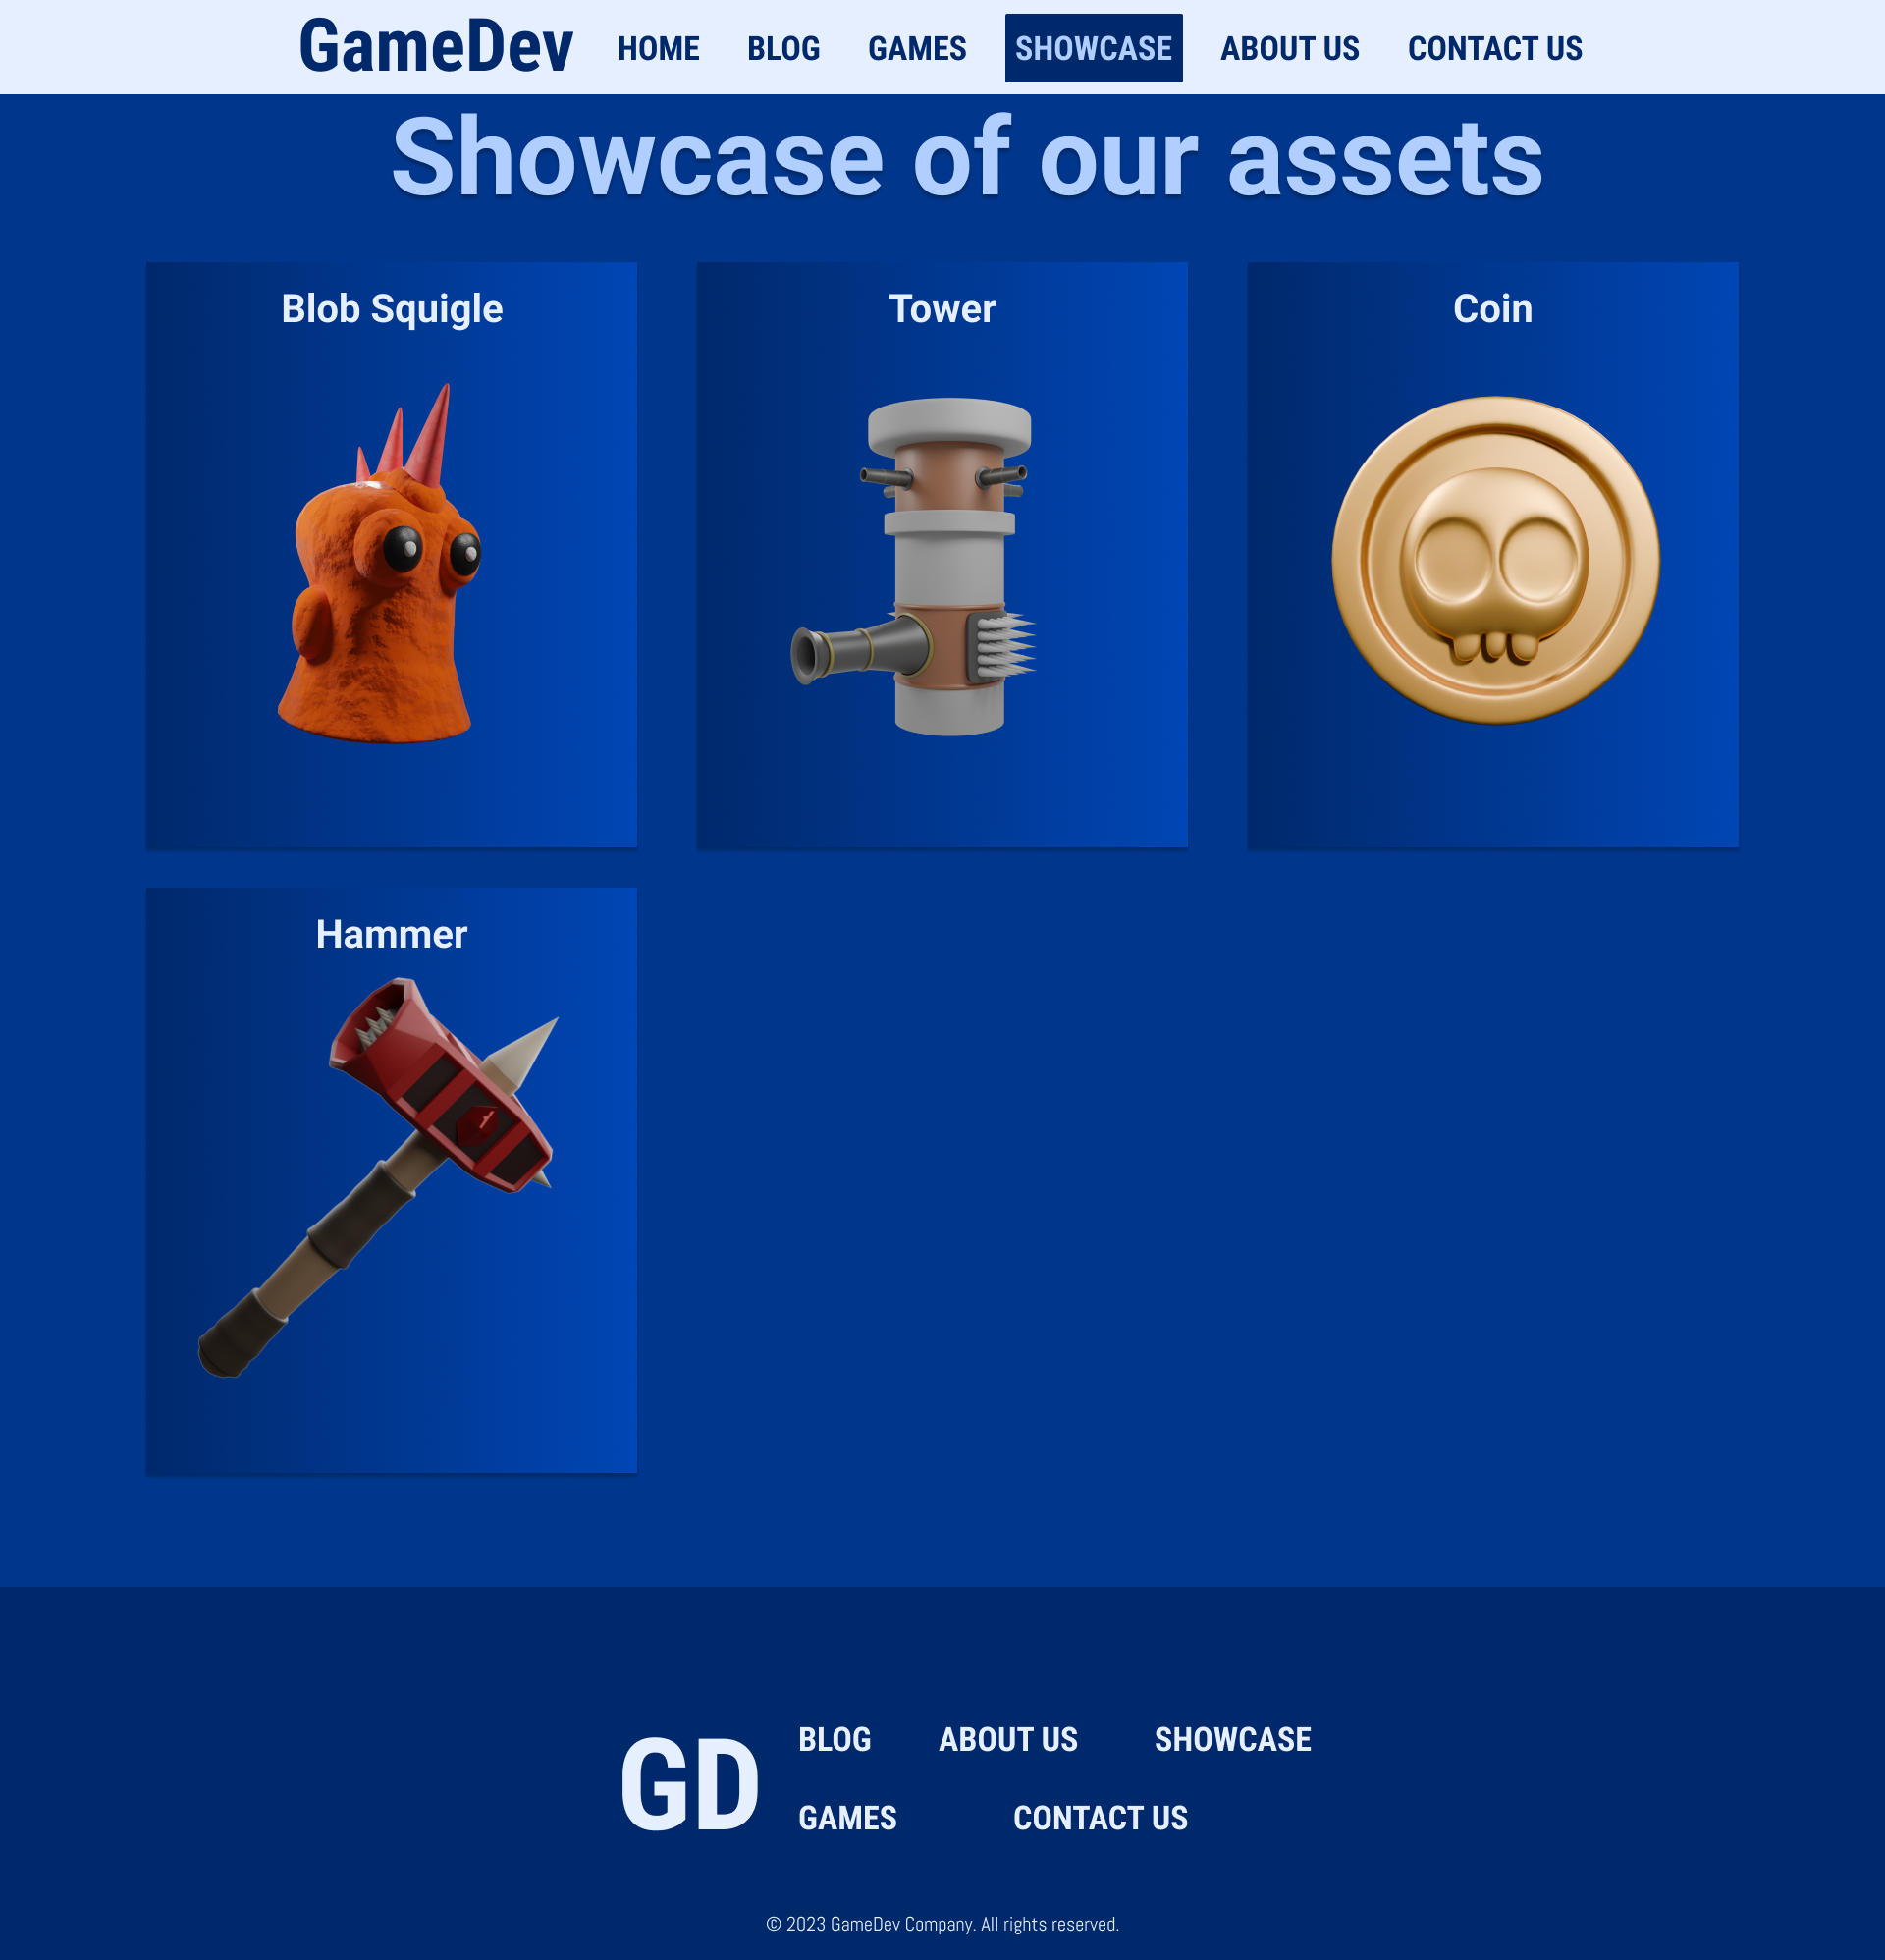 GameDev HOME BLOG GAMES SHOWCASE ABOUT US CONTACT US
Showcase of our assets
Blob Squigle
Tower
Coin
Hammer
GD
BLOG ABOUT US SHOWCASE
GAMES CONTACT US
© 2023 GameDev Company. All rights reserved.